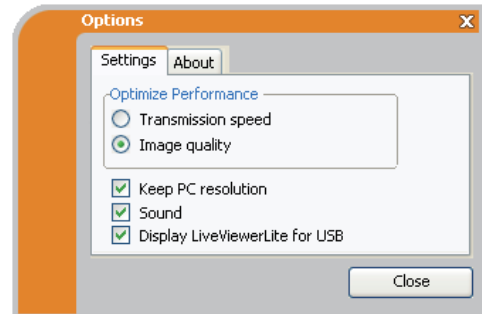 Options
X
Settings
About
Optimize Performance
Transmission speed
Image quality
Keep PC resolution
Sound
Display LiveViewerLite for USB
Close